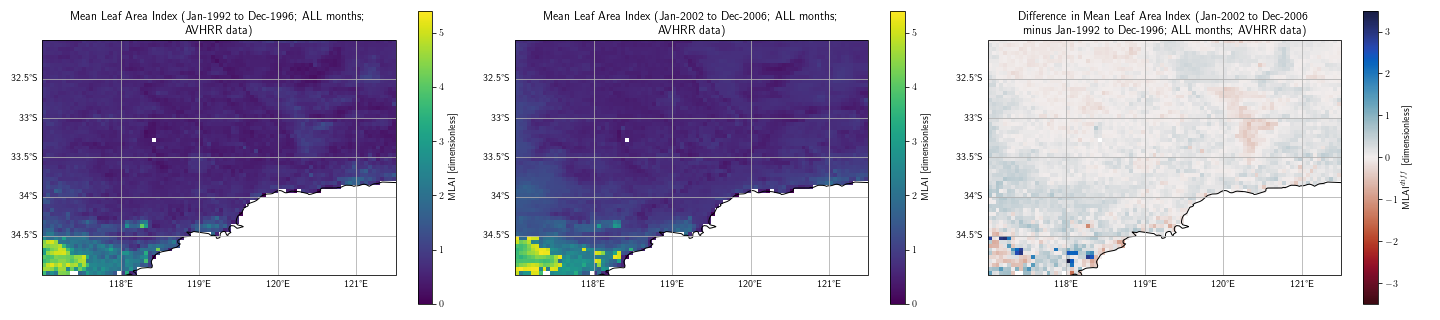 Mean Leaf Area Index (Jan-1992 to Dec-1996; ALL months;
AVHRR data)
32.5°S
33°S
33.5°S
34°S
34.5°S
118°E
119°E
120°E
121°E
5
4
3
2
1
0
MLAI [dimensionless]
Mean Leaf Area Index (Jan-2002 to Dec-2006; ALL months;
AVHRR data)
32.5°S
33°S
33.5°S
34°S
34.5°S
118°E
119°E
120°E
121°E
5
4
3
2
1
0
MLAI [dimensionless]
Difference in Mean Leaf Area Index (Jan-2002 to Dec-2006
minus Jan-1992 to Dec-1996; ALL months; AVHRR data)
32.5°S
33°S
33.5°S
34°S
34.5°S
118°E
119°E
120°E
121°E
3
2
1
0
−1
−2
−3
MLAI^diff [dimensionless]